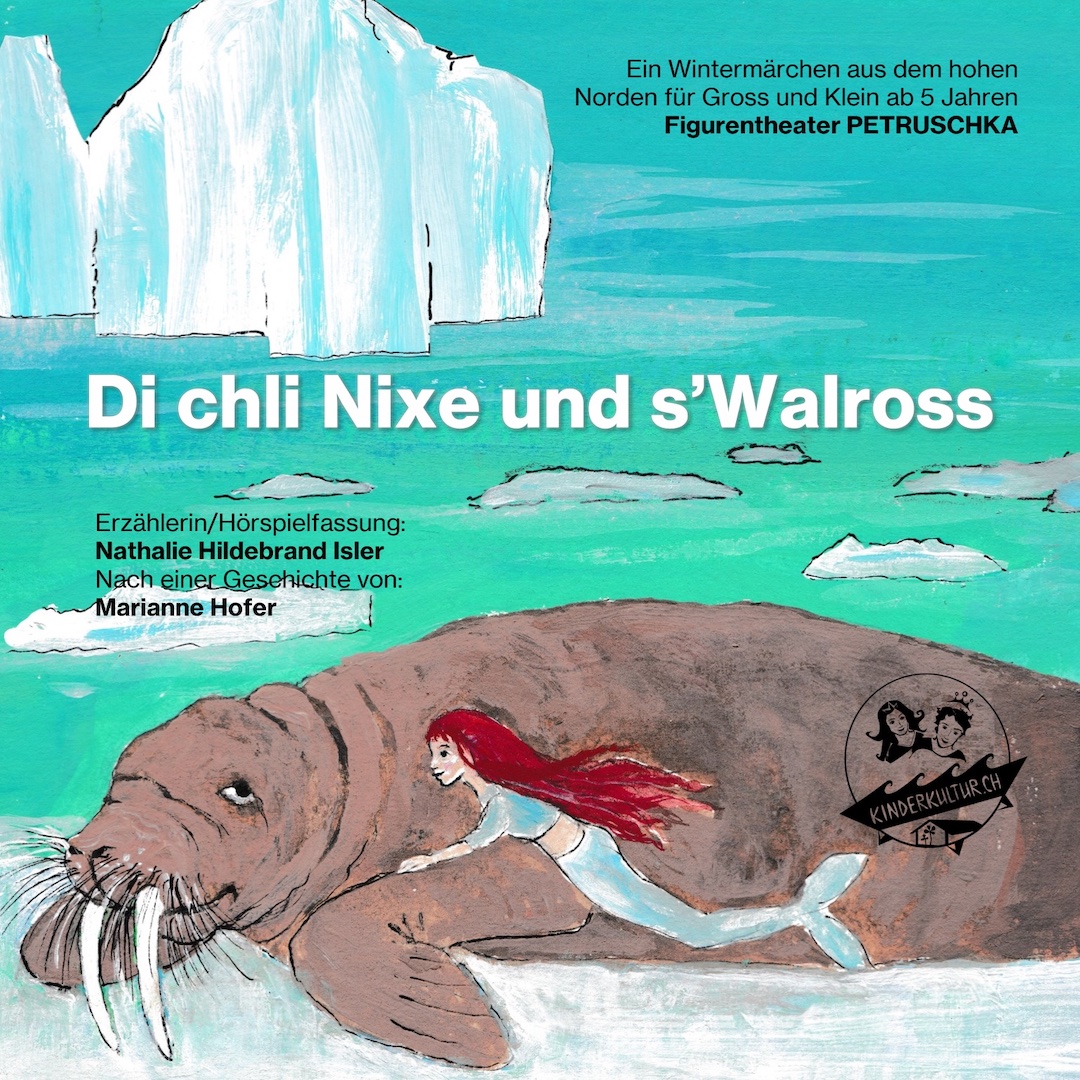 Ein Wintermärchen aus dem hohen
Norden für Gross und Klein ab 5 Jahren
Figurentheater PETRUSCHKA
Di chli Nixe und s’Walross
Erzählerin/Hörspielfassung:
Nathalie Hildebrand Isler
Nach einer Geschichte von:
Marianne Hofer
KINDERKULTUR.CH